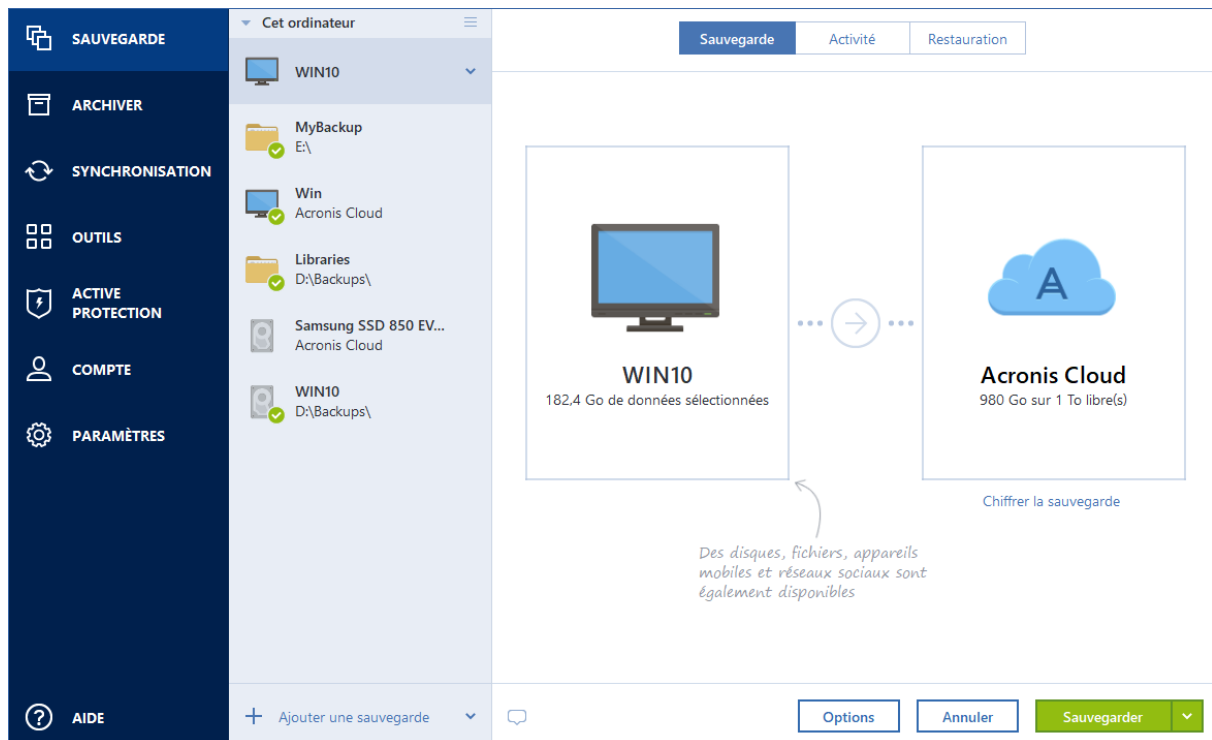 SAUVEGARDE
ARCHIVER
SYNCHRONISATION
OUTILS
ACTIVE
PROTECTION
COMPTE
PARAMÈTRES
AIDE
Cet ordinateur
WIN10
MyBackup
E:\
Win
Acronis Cloud
Libraries
D:\Backups\
Samsung SSD 850 EV...
Acronis Cloud
WIN10
D:\Backups\
Ajouter une sauvegarde
Sauvegarde
Activité
Restauration
WIN10
182,4 Go de données sélectionnées
Acronis Cloud
980 Go sur 1 To libre(s)
Chiffrer la sauvegarde
Des disques, fichiers, appareils
mobiles et réseaux sociaux sont
également disponibles
Options
Annuler
Sauvegarder